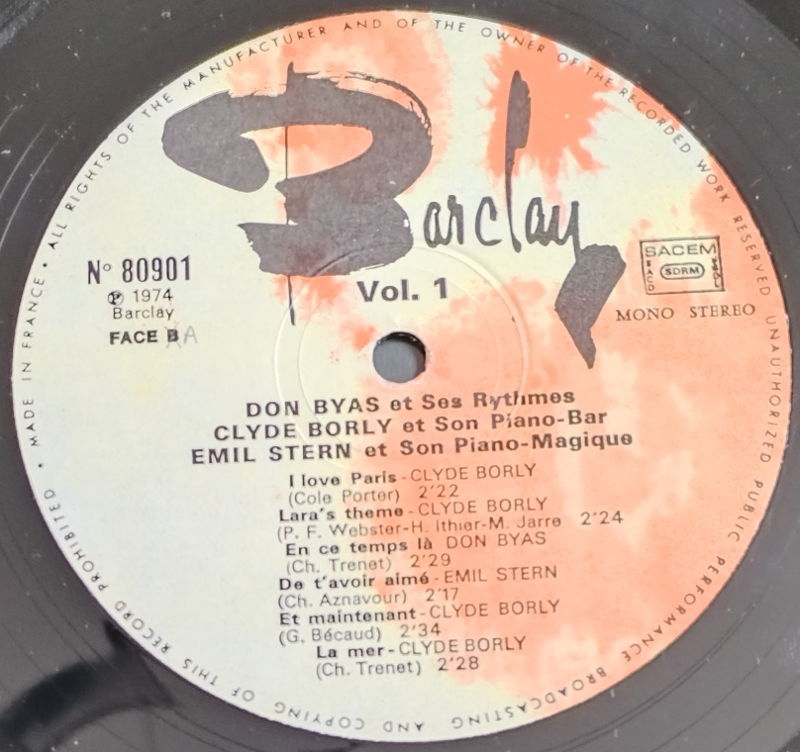 ALL RIGHTS OF THE MANUFACTURER AND OF THE OWNER OF THE RECORDED WORK RESERVED UNAUTHORIZED PUBLIC PERFORMANCE BROADCASTING AND COPYING OF THIS RECORD PROHIBITED • MADE IN FRANCE •
Barclay
Vol. 1
N° 80901
℗ 1974
Barclay
FACE B A
SACEM
SACD SDRM
MONO STEREO
DON BYAS et Ses Rythmes
CLYDE BORLY et Son Piano-Bar
EMIL STERN et Son Piano-Magique
I love Paris - CLYDE BORLY
(Cole Porter) 2'22
Lara's theme - CLYDE BORLY
(P. F. Webster-H. Ithier-M. Jarre 2'24
En ce temps là DON BYAS
(Ch. Trenet) 2'29
De t'avoir aimé - EMIL STERN
(Ch. Aznavour) 2'17
Et maintenant - CLYDE BORLY
(G. Bécaud) 2'34
La mer - CLYDE BORLY
(Ch. Trenet) 2'28